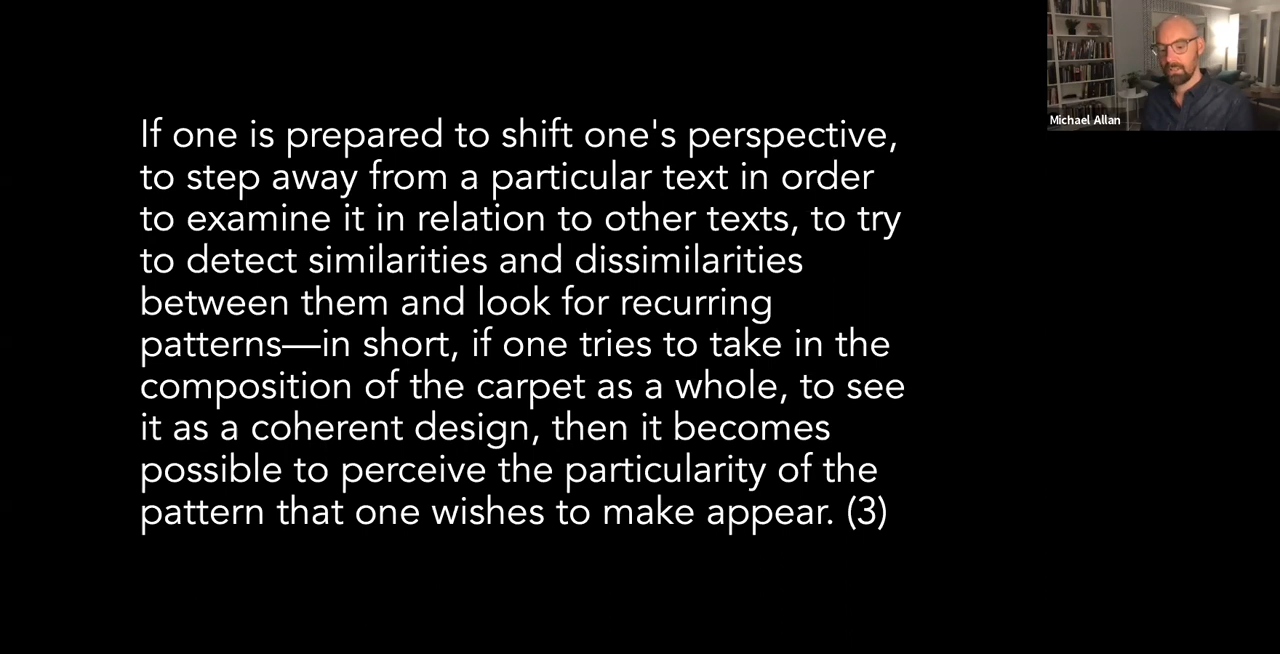 If one is prepared to shift one's perspective,
to step away from a particular text in order
to examine it in relation to other texts, to try
to detect similarities and dissimilarities
between them and look for recurring
patterns—in short, if one tries to take in the
composition of the carpet as a whole, to see
it as a coherent design, then it becomes
possible to perceive the particularity of the
pattern that one wishes to make appear. (3)
Michael Allan